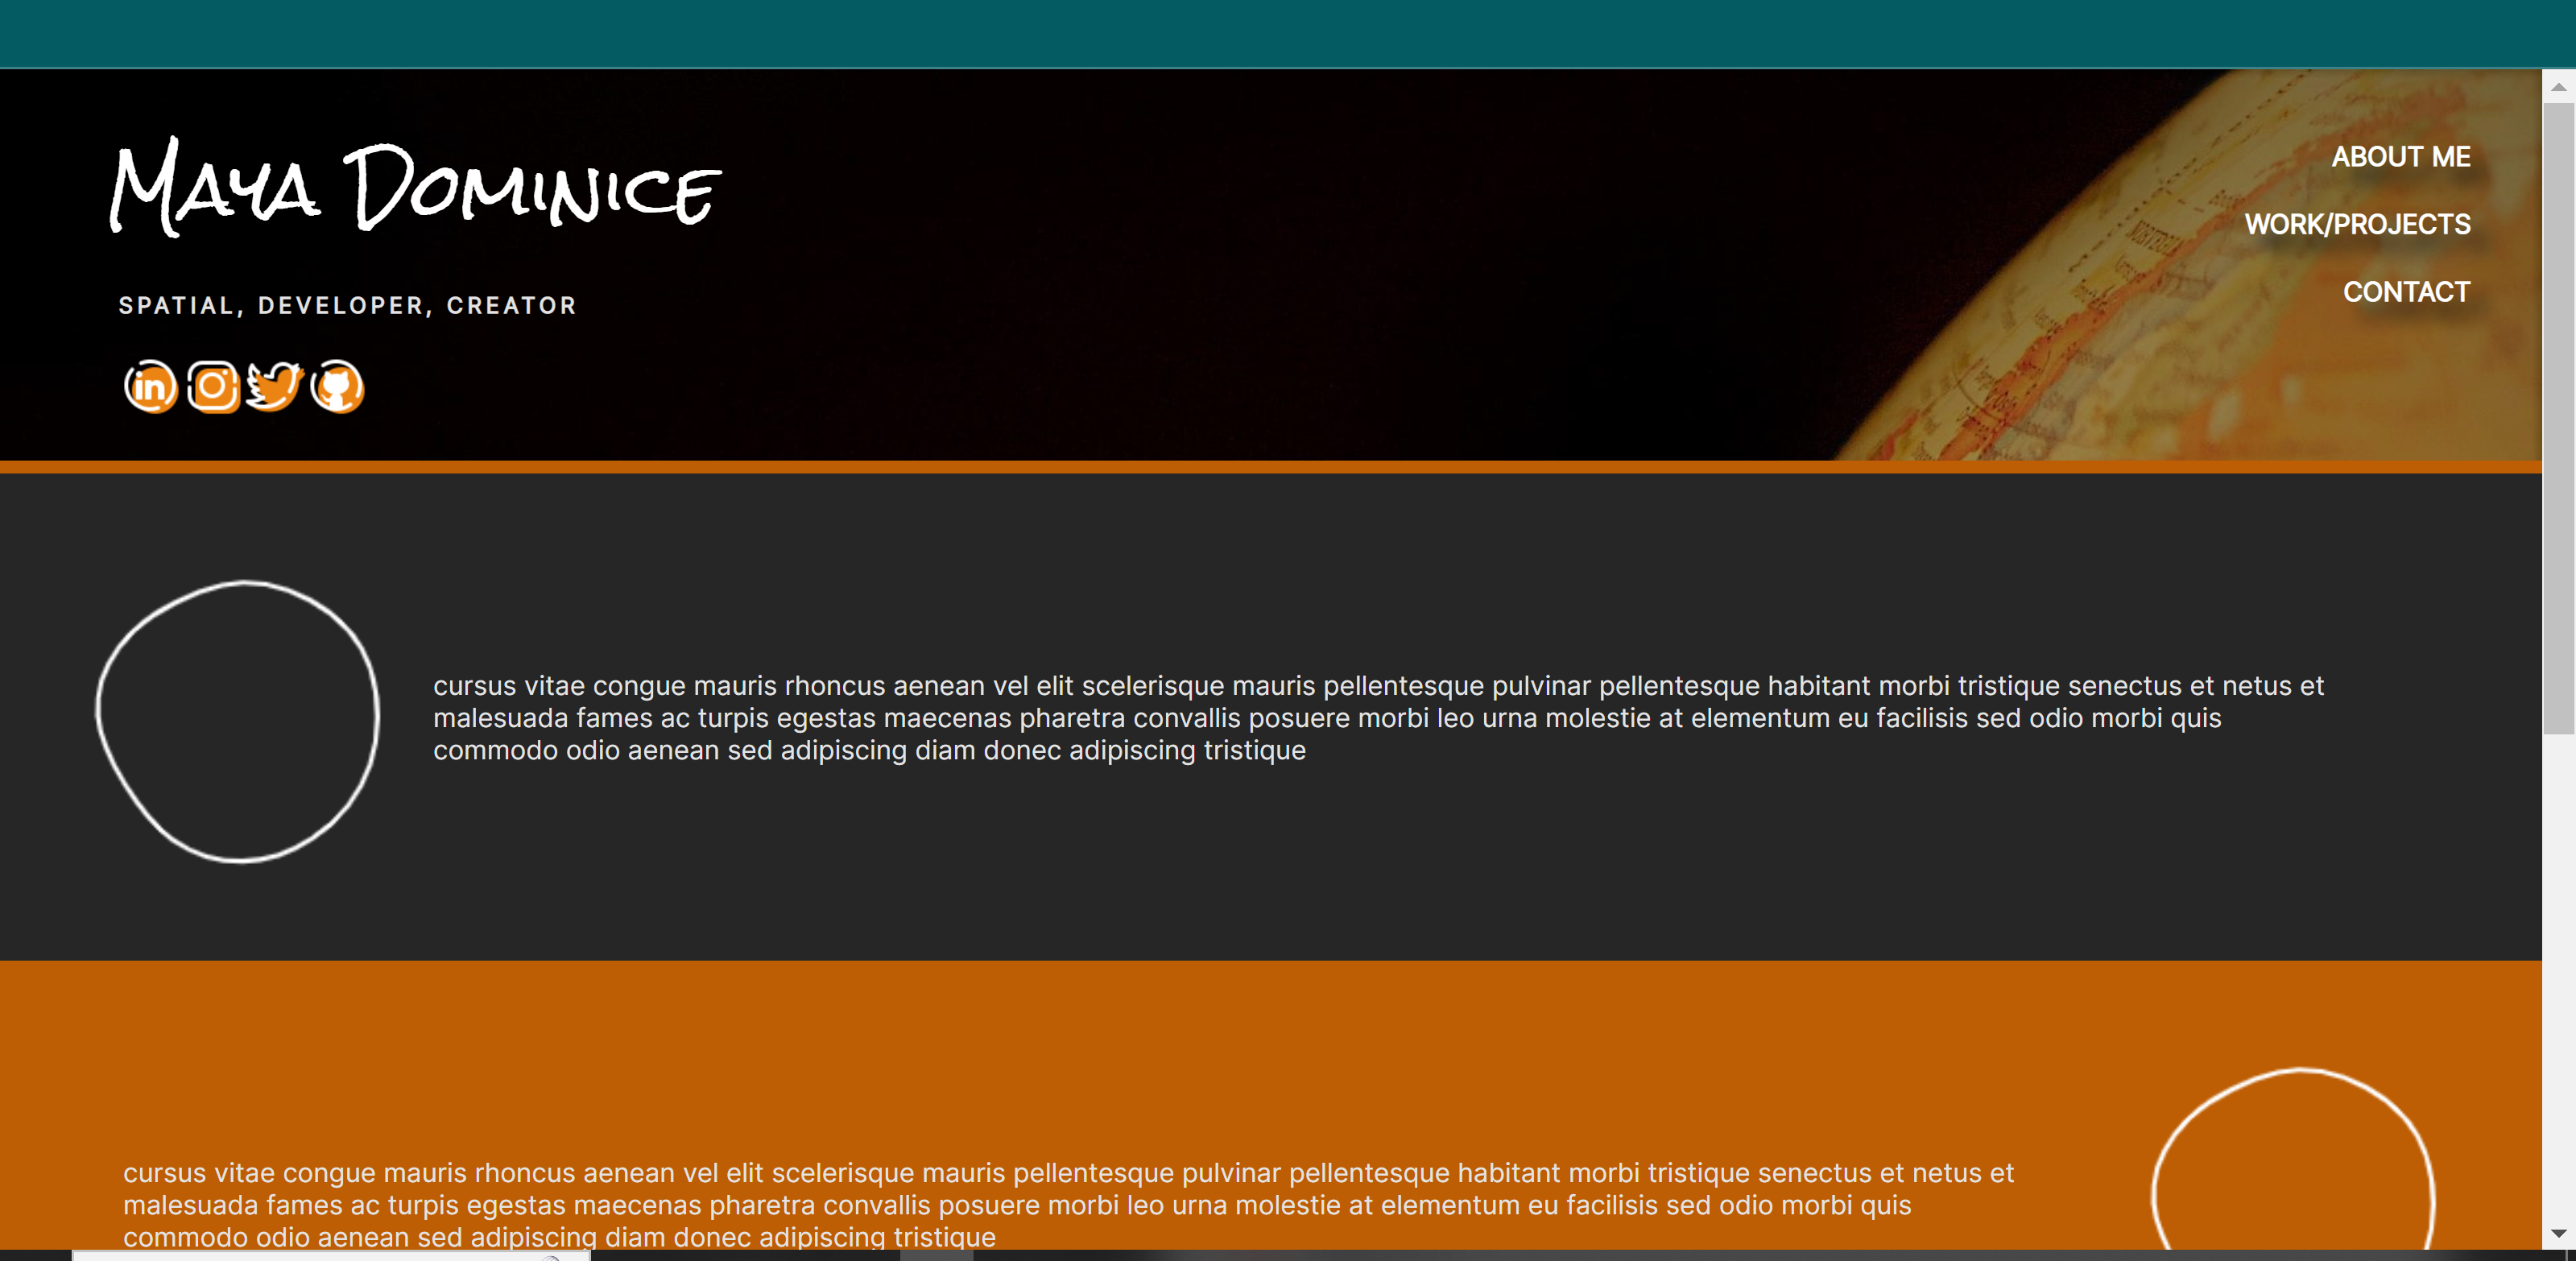 MAYA DOMINICE
SPATIAL, DEVELOPER, CREATOR
in
ABOUT ME
WORK/PROJECTS
CONTACT
cursus vitae congue mauris rhoncus aenean vel elit scelerisque mauris pellentesque pulvinar pellentesque habitant morbi tristique senectus et netus et
malesuada fames ac turpis egestas maecenas pharetra convallis posuere morbi leo urna molestie at elementum eu facilisis sed odio morbi quis
commodo odio aenean sed adipiscing diam donec adipiscing tristique
cursus vitae congue mauris rhoncus aenean vel elit scelerisque mauris pellentesque pulvinar pellentesque habitant morbi tristique senectus et netus et
malesuada fames ac turpis egestas maecenas pharetra convallis posuere morbi leo urna molestie at elementum eu facilisis sed odio morbi quis
commodo odio aenean sed adipiscing diam donec adipiscing tristique